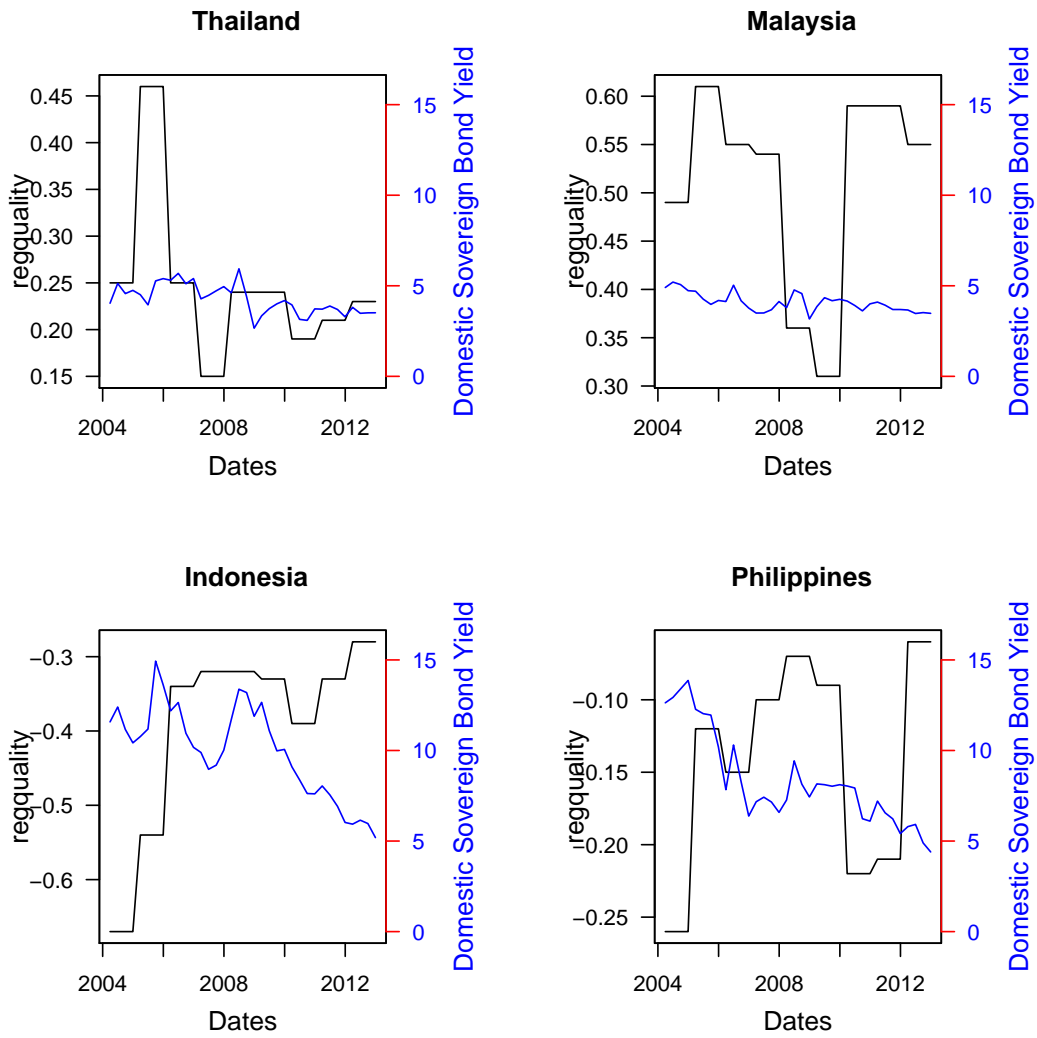 Thailand
0.45
0.40
0.35
0.30
0.25
0.20
0.15
regquality
15
10
5
0
Domestic Sovereign Bond Yield
2004 2008 2012
Dates
Malaysia
0.60
0.55
0.50
0.45
0.40
0.35
0.30
regquality
15
10
5
0
Domestic Sovereign Bond Yield
2004 2008 2012
Dates
Indonesia
−0.3
−0.4
−0.5
−0.6
regquality
15
10
5
0
Domestic Sovereign Bond Yield
2004 2008 2012
Dates
Philippines
−0.10
−0.15
−0.20
−0.25
regquality
15
10
5
0
Domestic Sovereign Bond Yield
2004 2008 2012
Dates